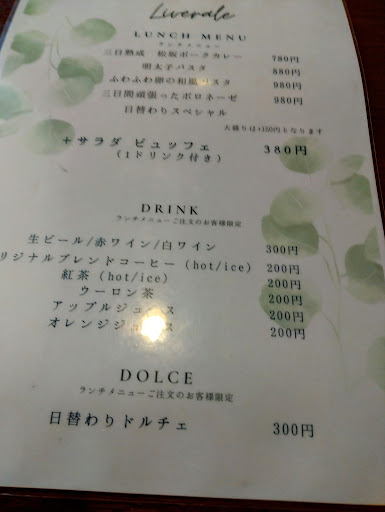 Liverale
LUNCH MENU
ランチメニュー
三日熟成 松坂ポークカレー 780円
明太子パスタ 880円
ふわふわ卵の和風パスタ 980円
三日間頑張ったボロネーゼ 980円
日替わりスペシャル
大盛りは+150円となります
+サラダ ビュッフェ 380円
(1ドリンク付き)
DRINK
ランチメニューご注文のお客様限定
生ビール/赤ワイン/白ワイン 300円
リジナルブレンドコーヒー (hot/ice) 200円
紅茶 (hot/ice) 200円
ウーロン茶 200円
アップルジュース 200円
オレンジジュース 200円
DOLCE
ランチメニューご注文のお客様限定
日替わりドルチェ 300円